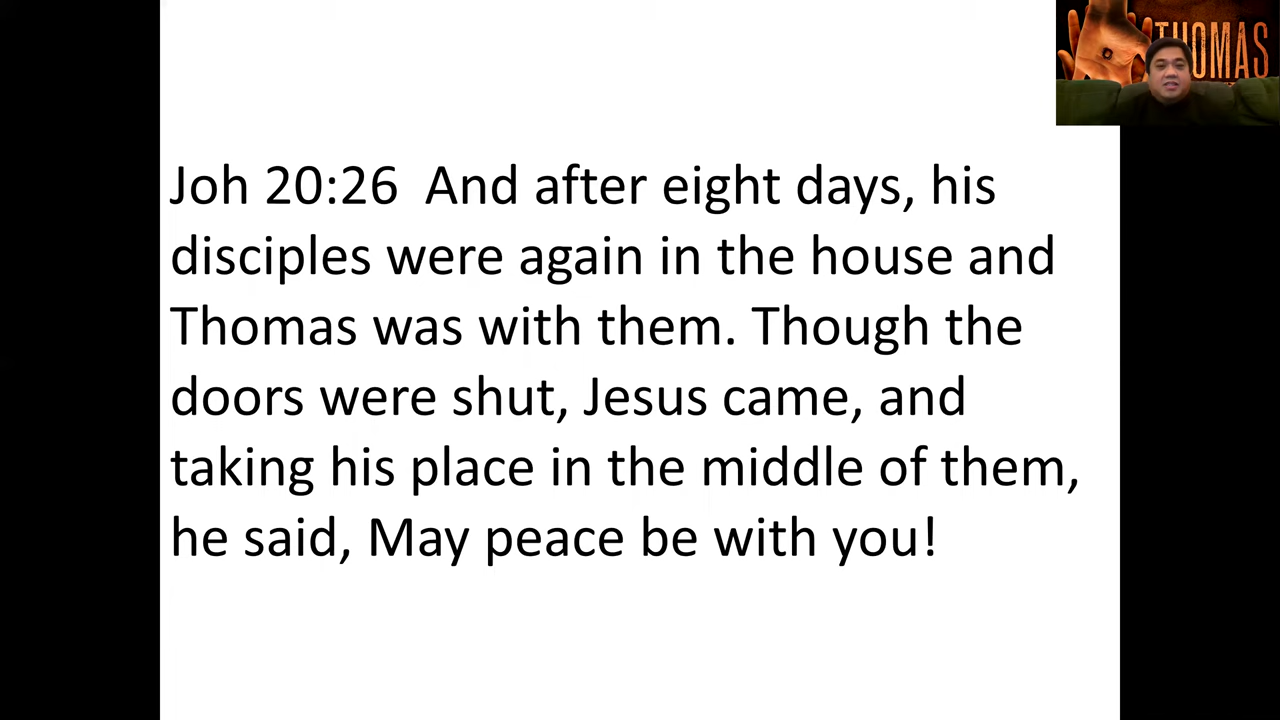 THOMAS
Joh 20:26  And after eight days, his
disciples were again in the house and
Thomas was with them. Though the
doors were shut, Jesus came, and
taking his place in the middle of them,
he said, May peace be with you!